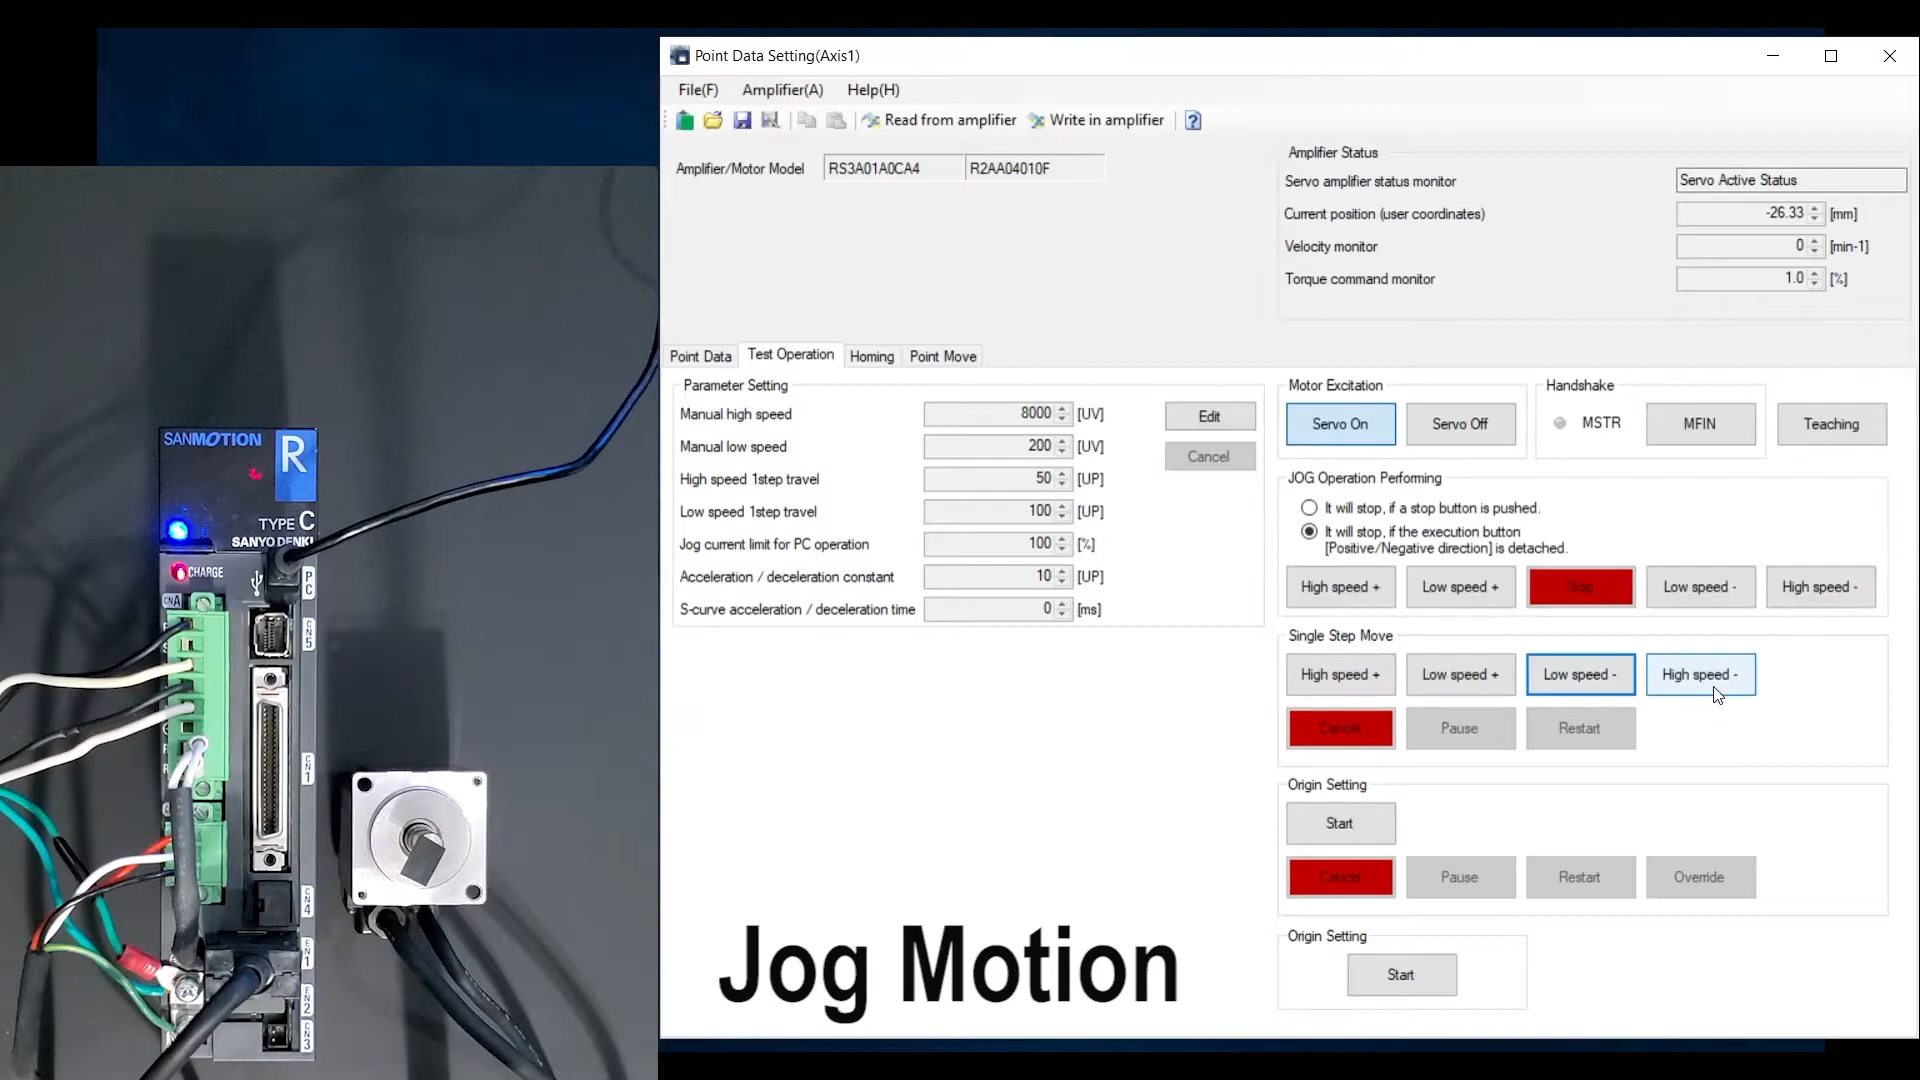 Point Data Setting(Axis1)
File(F) Amplifier(A) Help(H)
Read from amplifier Write in amplifier
Amplifier/Motor Model RS3A01A0CA4 R2AA04010F
Amplifier Status
Servo amplifier status monitor Servo Active Status
Current position (user coordinates) -26.33 [mm]
Velocity monitor 0 [min-1]
Torque command monitor 1.0 [%]
Point Data Test Operation Homing Point Move
Parameter Setting
Manual high speed 8000 [UV] Edit
Manual low speed 200 [UV] Cancel
High speed 1step travel 50 [UP]
Low speed 1step travel 100 [UP]
Jog current limit for PC operation 100 [%]
Acceleration / deceleration constant 10 [UP]
S-curve acceleration / deceleration time 0 [ms]
Motor Excitation
Servo On Servo Off
Handshake
MSTR MFIN Teaching
JOG Operation Performing
It will stop, if a stop button is pushed.
It will stop, if the execution button
[Positive/Negative direction] is detached.
High speed + Low speed + Stop Low speed - High speed -
Single Step Move
High speed + Low speed + Low speed - High speed -
Cancel Pause Restart
Origin Setting
Start
Cancel Pause Restart Override
Origin Setting
Start
Jog Motion
SANMOTION
R
TYPE C
SANYO DENKI
CHARGE
PC
CNA
CN5
CN1
CN4
EN1
EN2
CN3